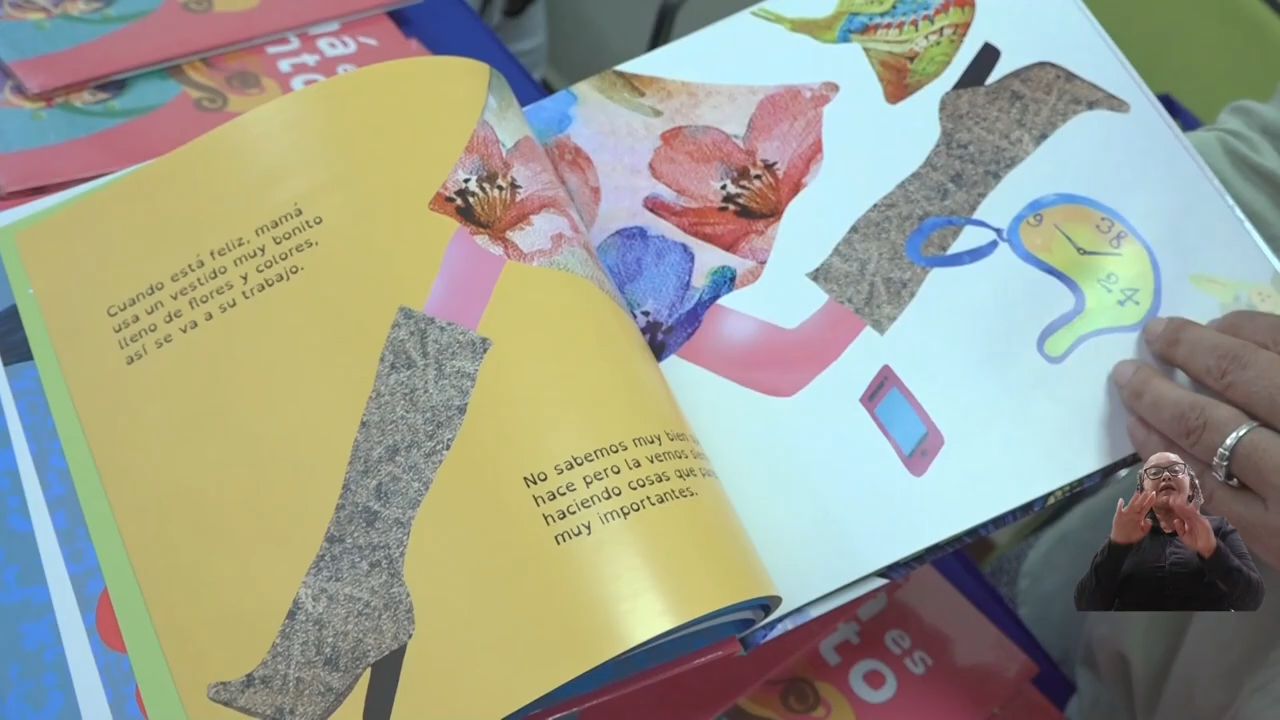 Cuando está feliz, mamá
usa un vestido muy bonito
lleno de flores y colores,
así se va a su trabajo.
No sabemos muy bien
hace pero la vemos
haciendo cosas que
muy importantes.
es